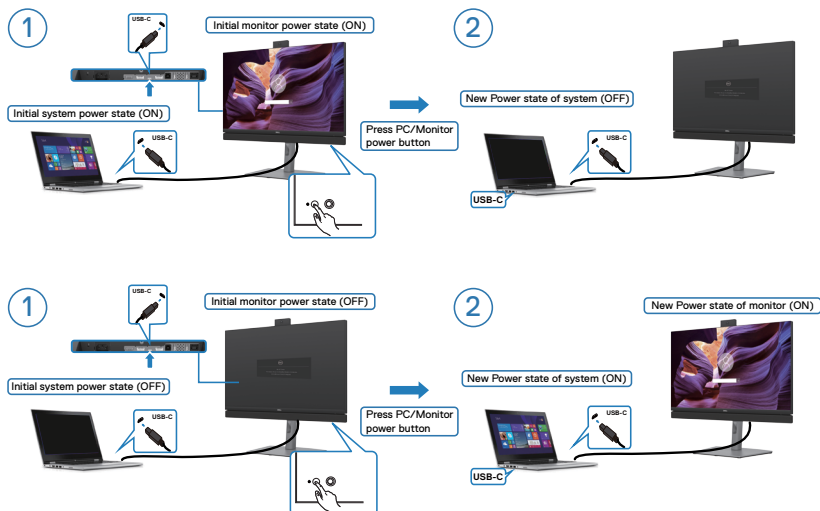 1
USB-C
Initial monitor power state (ON)
Initial system power state (ON)
USB-C
Press PC/Monitor
power button
2
New Power state of system (OFF)
USB-C
USB-C
1
USB-C
Initial monitor power state (OFF)
Initial system power state (OFF)
USB-C
Press PC/Monitor
power button
2
New Power state of monitor (ON)
New Power state of system (ON)
USB-C
USB-C